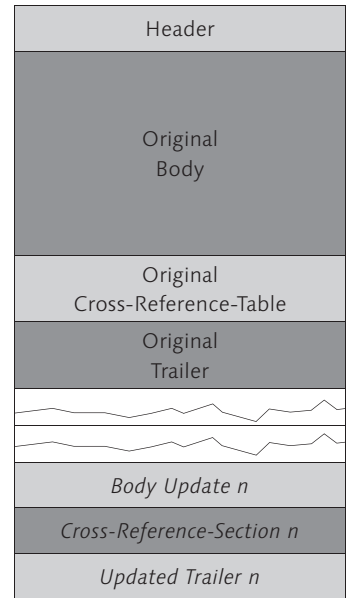 Header
Original
Body
Original
Cross-Reference-Table
Original
Trailer
Body Update n
Cross-Reference-Section n
Updated Trailer n